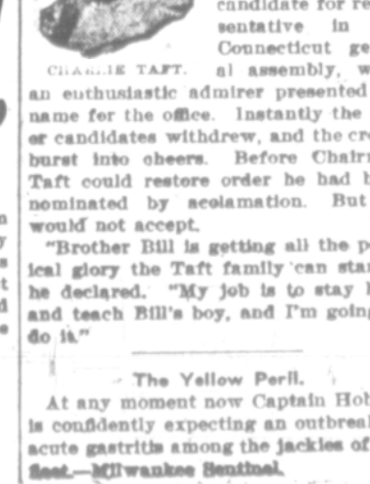 candidate for re
sentative in
Connecticut ge
CHARLIE TAFT. al assembly, w
an enthusiastic admirer presented
name for the office. Instantly the
er candidates withdrew, and the cro
burst into cheers. Before Chair
Taft could restore order he had b
nominated by acclamation. But
would not accept.
"Brother Bill is getting all the p
ical glory the Taft family can stan
he declared. "My job is to stay
and teach Bill's boy, and I'm going
do it."
The Yellow Peril.
At any moment now Captain Hob
is confidently expecting an outbreak
acute gastritis among the jackies of
fleet.—Milwaukee Sentinel.